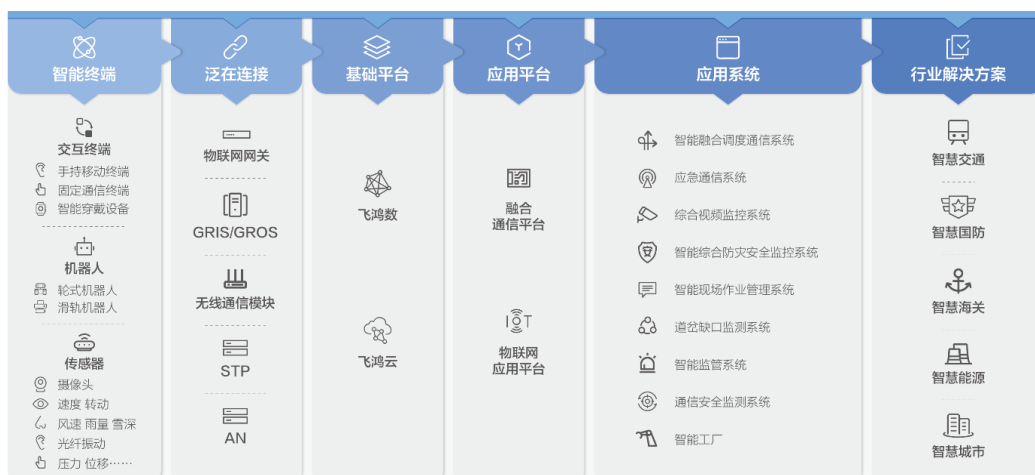 智能终端
泛在连接
基础平台
应用平台
应用系统
行业解决方案
交互终端
手持移动终端
固定通信终端
智能穿戴设备
机器人
轮式机器人
滑轨机器人
传感器
摄像头
速度 转动
风速 雨量 雪深
光纤振动
压力 位移……
物联网网关
GRIS/GROS
无线通信模块
STP
AN
飞鸿数
飞鸿云
融合
通信平台
IOT
物联网
应用平台
智能融合调度通信系统
应急通信系统
综合视频监控系统
智能综合防灾安全监控系统
智能现场作业管理系统
道岔缺口监测系统
智能监管系统
通信安全监测系统
智能工厂
智慧交通
智慧国防
智慧海关
智慧能源
智慧城市